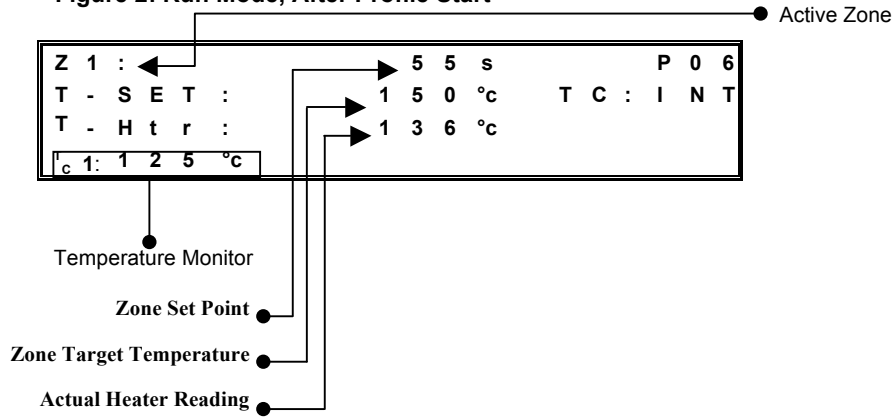 Figure 2: Run Mode, After Profile Start
Active Zone
Z 1 : 5 5 s P 0 6
T - S E T : 1 5 0 °c T C : I N T
T - H t r : 1 3 6 °c
1: 1 2 5 °c
Temperature Monitor
Zone Set Point
Zone Target Temperature
Actual Heater Reading